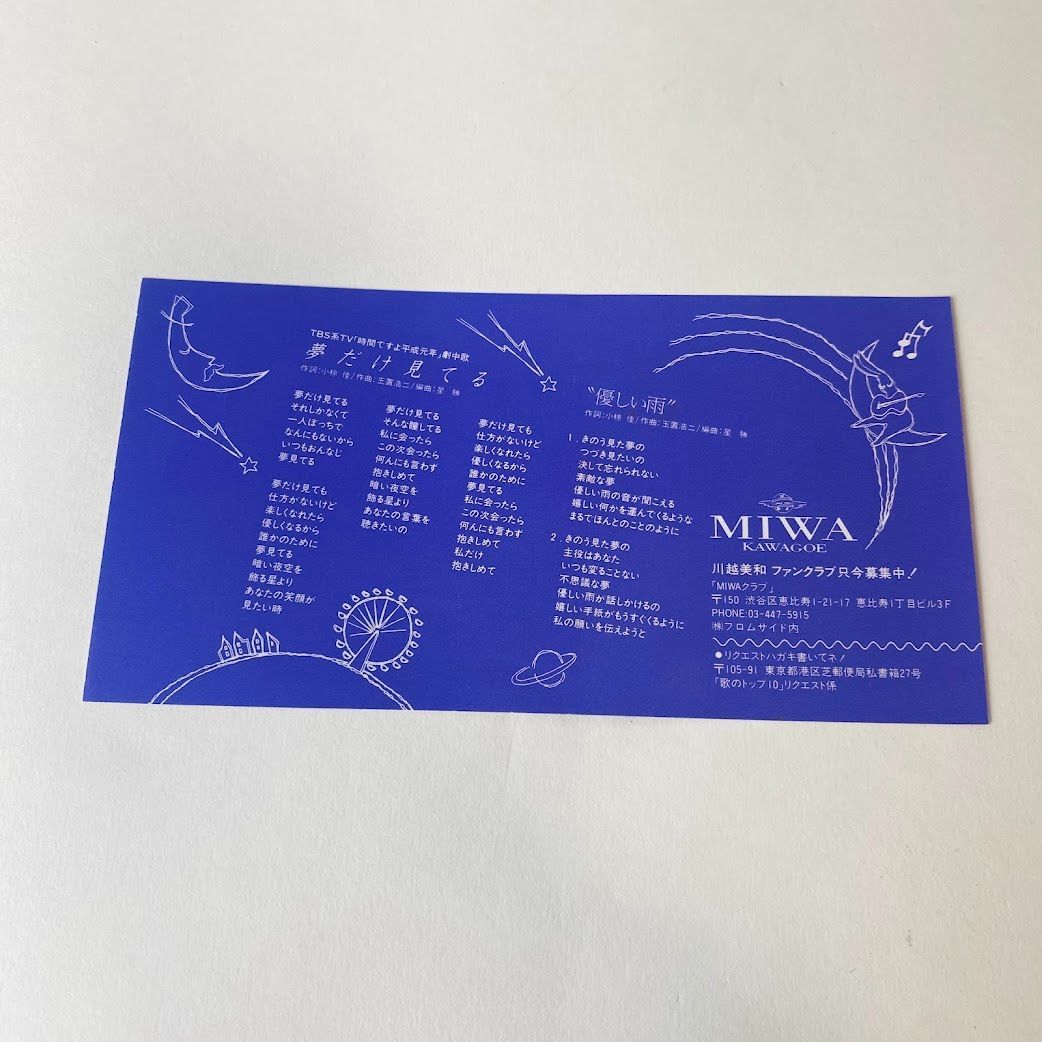 TBS系TV「時間ですよ平成元年」劇中歌
夢だけ見てる
作詞:小椋 佳/作曲:玉置浩二/編曲:星 勝
夢だけ見てる
それしかなくて
一人ぼっちで
なんにもないから
いつもおんなじ
夢見てる
夢だけ見ても
仕方がないけど
楽しくなれたら
優しくなるから
誰かのために
夢見てる
暗い夜空を
飾る星より
あなたの笑顔が
見たい時
夢だけ見てる
そんな瞳してる
私に会ったら
この次会ったら
何んにも言わず
抱きしめて
暗い夜空を
飾る星より
あなたの言葉を
聴きたいの
夢だけ見ても
仕方がないけど
楽しくなれたら
優しくなるから
誰かのために
夢見てる
私に会ったら
この次会ったら
何んにも言わず
抱きしめて
私だけ
抱きしめて
"優しい雨"
作詞:小椋 佳/作曲:玉置浩二/編曲:星 勝
1.きのう見た夢の
つづき見たいの
決して忘れられない
素敵な夢
優しい雨の音が聞こえる
嬉しい何かを運んでくるような
まるでほんとのことのように
2.きのう見た夢の
主役はあなた
いつも変ることない
不思議な夢
優しい雨が話しかけるの
嬉しい手紙がもうすぐくるように
私の願いを伝えようと
MIWA
KAWAGOE
川越美和 ファンクラブ只今募集中!
「MIWAクラブ」
〒150 渋谷区恵比寿1-21-17 恵比寿1丁目ビル3F
PHONE:03-447-5915
㈱フロムサイド内
●リクエストハガキ書いてネ!
〒105-91 東京都港区芝郵便局私書箱27号
「歌のトップ10」リクエスト係